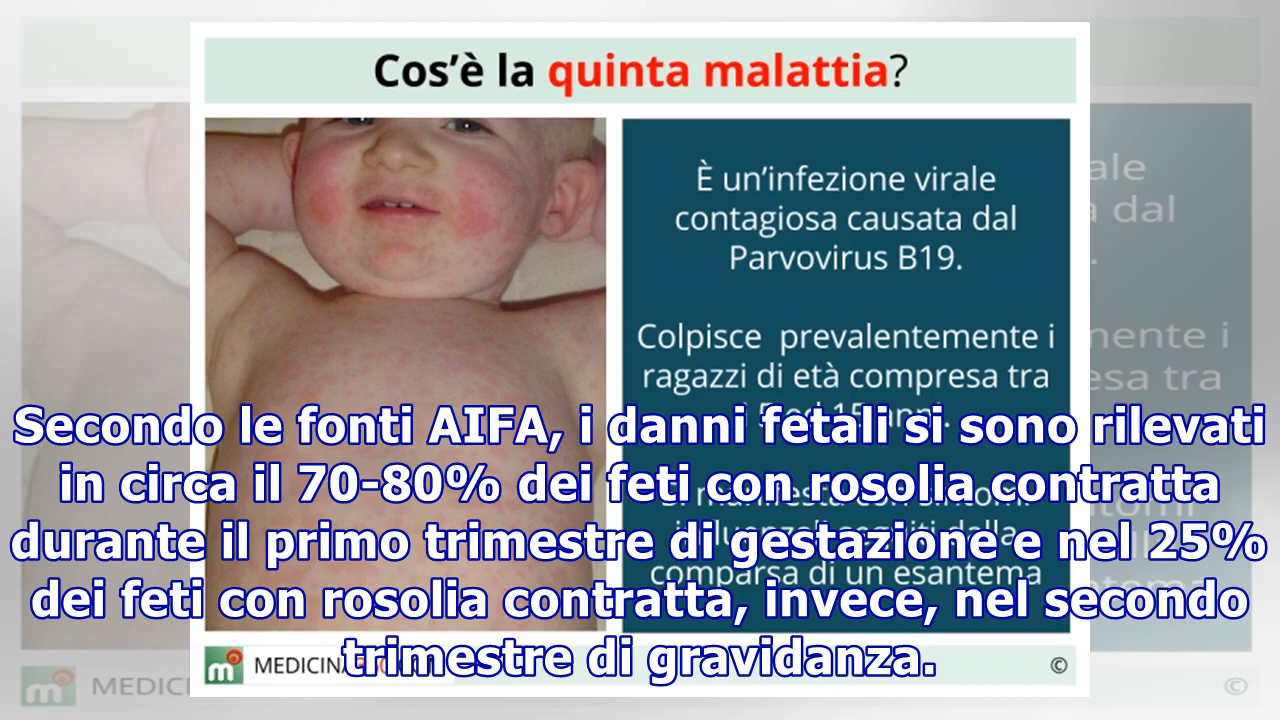 Cos'è la quinta malattia?
È un'infezione virale
contagiosa causata dal
Parvovirus B19.
Colpisce prevalentemente i
ragazzi di età compresa tra
Secondo le fonti AIFA, i danni fetali si sono rilevati
in circa il 70-80% dei feti con rosolia contratta
durante il primo trimestre di gestazione e nel 25%
dei feti con rosolia contratta, invece, nel secondo
trimestre di gravidanza.
comparsa di un esantema
©